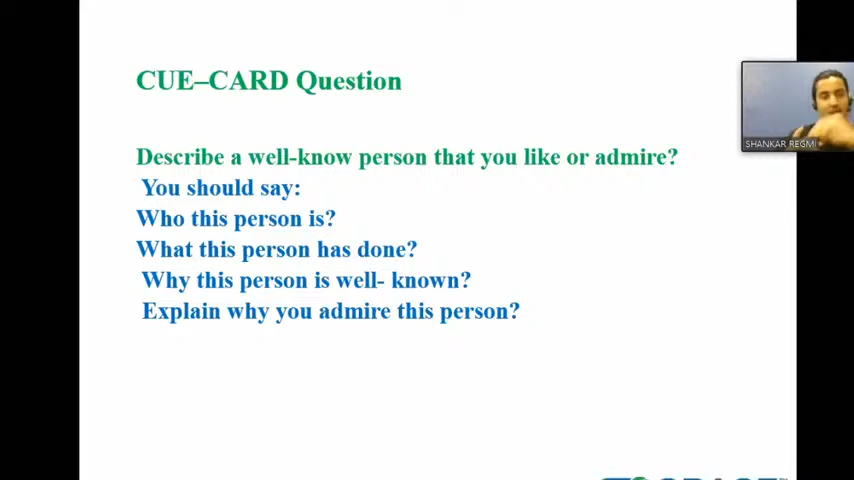 CUE–CARD Question
Describe a well-know person that you like or admire?
You should say:
Who this person is?
What this person has done?
Why this person is well- known?
Explain why you admire this person?
SHANKAR REGMI